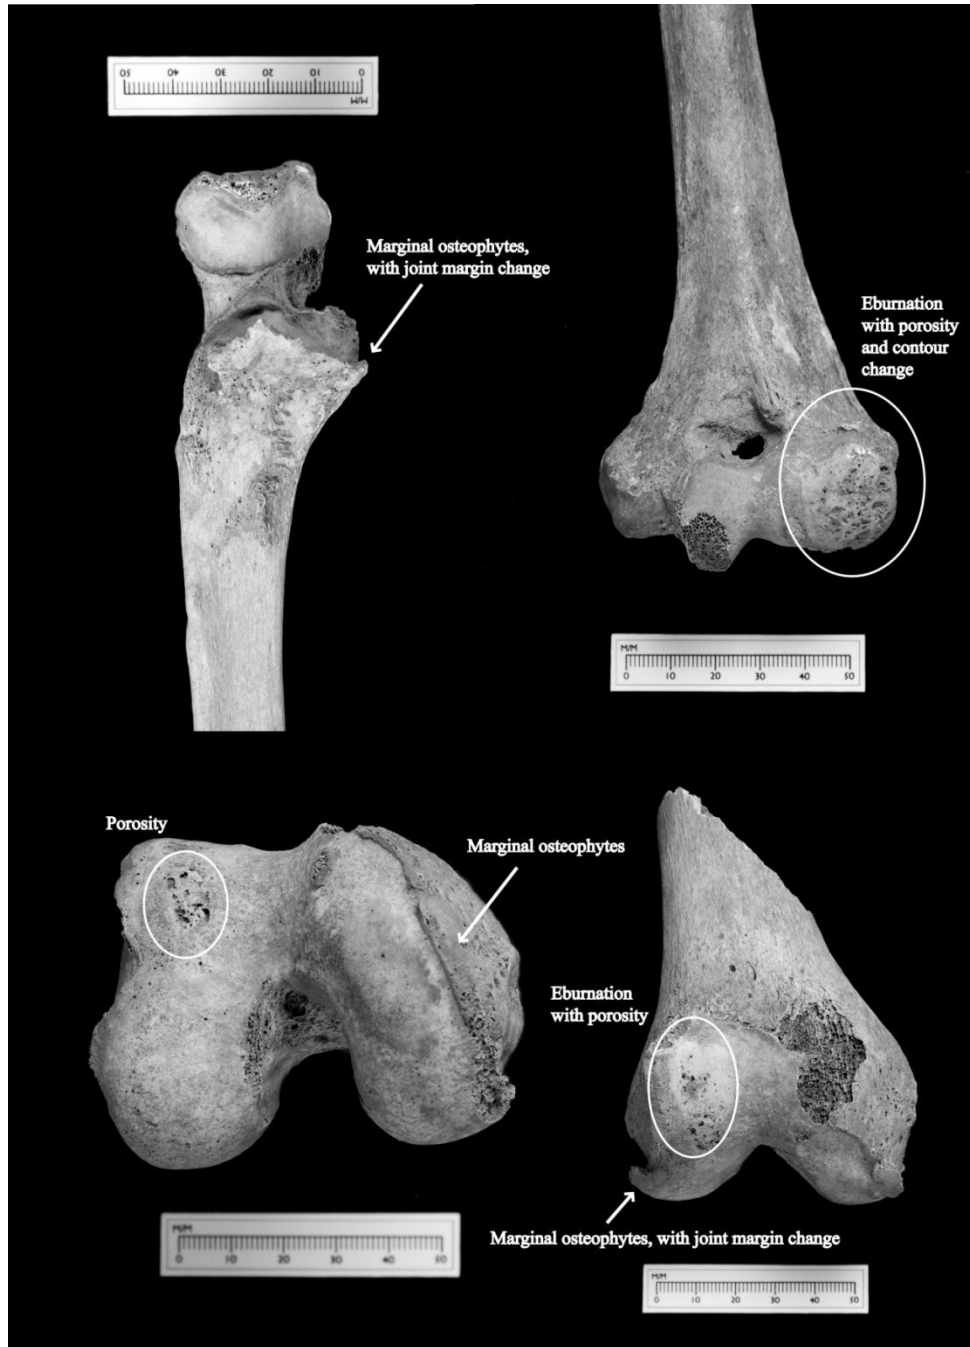 50 40 30 20 10 0
M/M
Marginal osteophytes,
with joint margin change
Eburnation
with porosity
and contour
change
M/M
0 10 20 30 40 50
Porosity
Marginal osteophytes
Eburnation
with porosity
Marginal osteophytes, with joint margin change
M/M
0 10 20 30 40 50
M/M
0 10 20 30 40 50